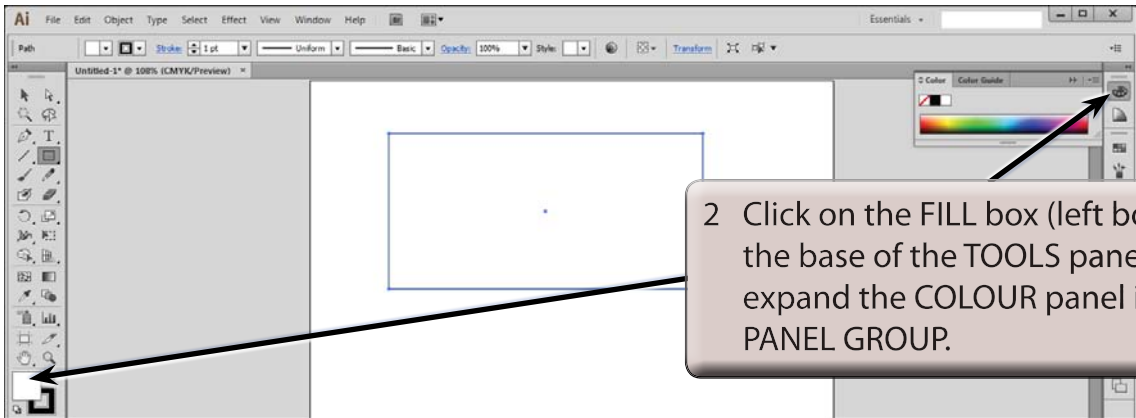 Ai File Edit Object Type Select Effect View Window Help Br Essentials
Path Stroke: 1 pt Uniform Basic Opacity: 100% Style: Transform
Untitled-1* @ 108% (CMYK/Preview) ×
Color Color Guide
T
2 Click on the FILL box (left bo
the base of the TOOLS pane
expand the COLOUR panel
PANEL GROUP.